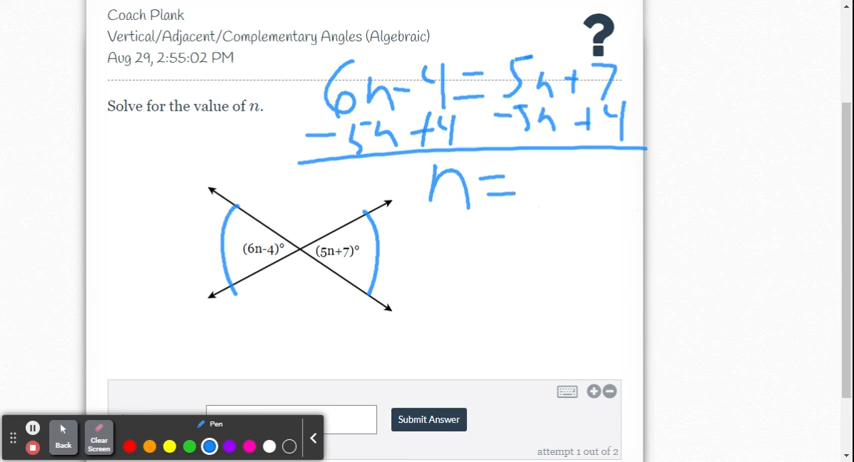 Coach Plank
Vertical/Adjacent/Complementary Angles (Algebraic)
Aug 29, 2:55:02 PM
?
6n-4=5n+7
-5n+4 -5n+4
Solve for the value of n.
n=
(6n-4)° (5n+7)°
Submit Answer
Pen
Back
Clear Screen
attempt 1 out of 2